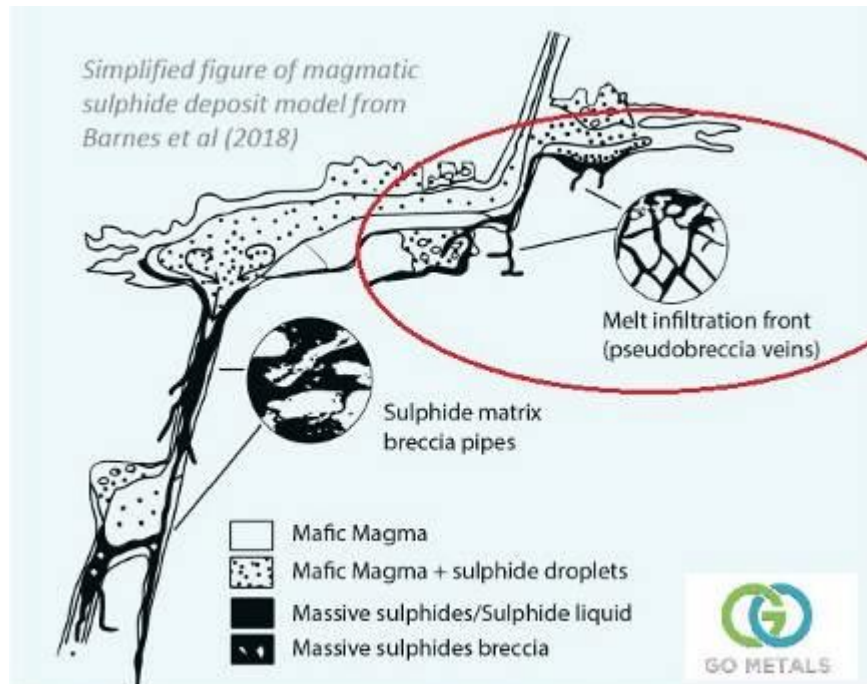 Simplified figure of magmatic
sulphide deposit model from
Barnes et al (2018)
Melt infiltration front
(pseudobreccia veins)
Sulphide matrix
breccia pipes
Mafic Magma
Mafic Magma + sulphide droplets
Massive sulphides/Sulphide liquid
Massive sulphides breccia
GO METALS